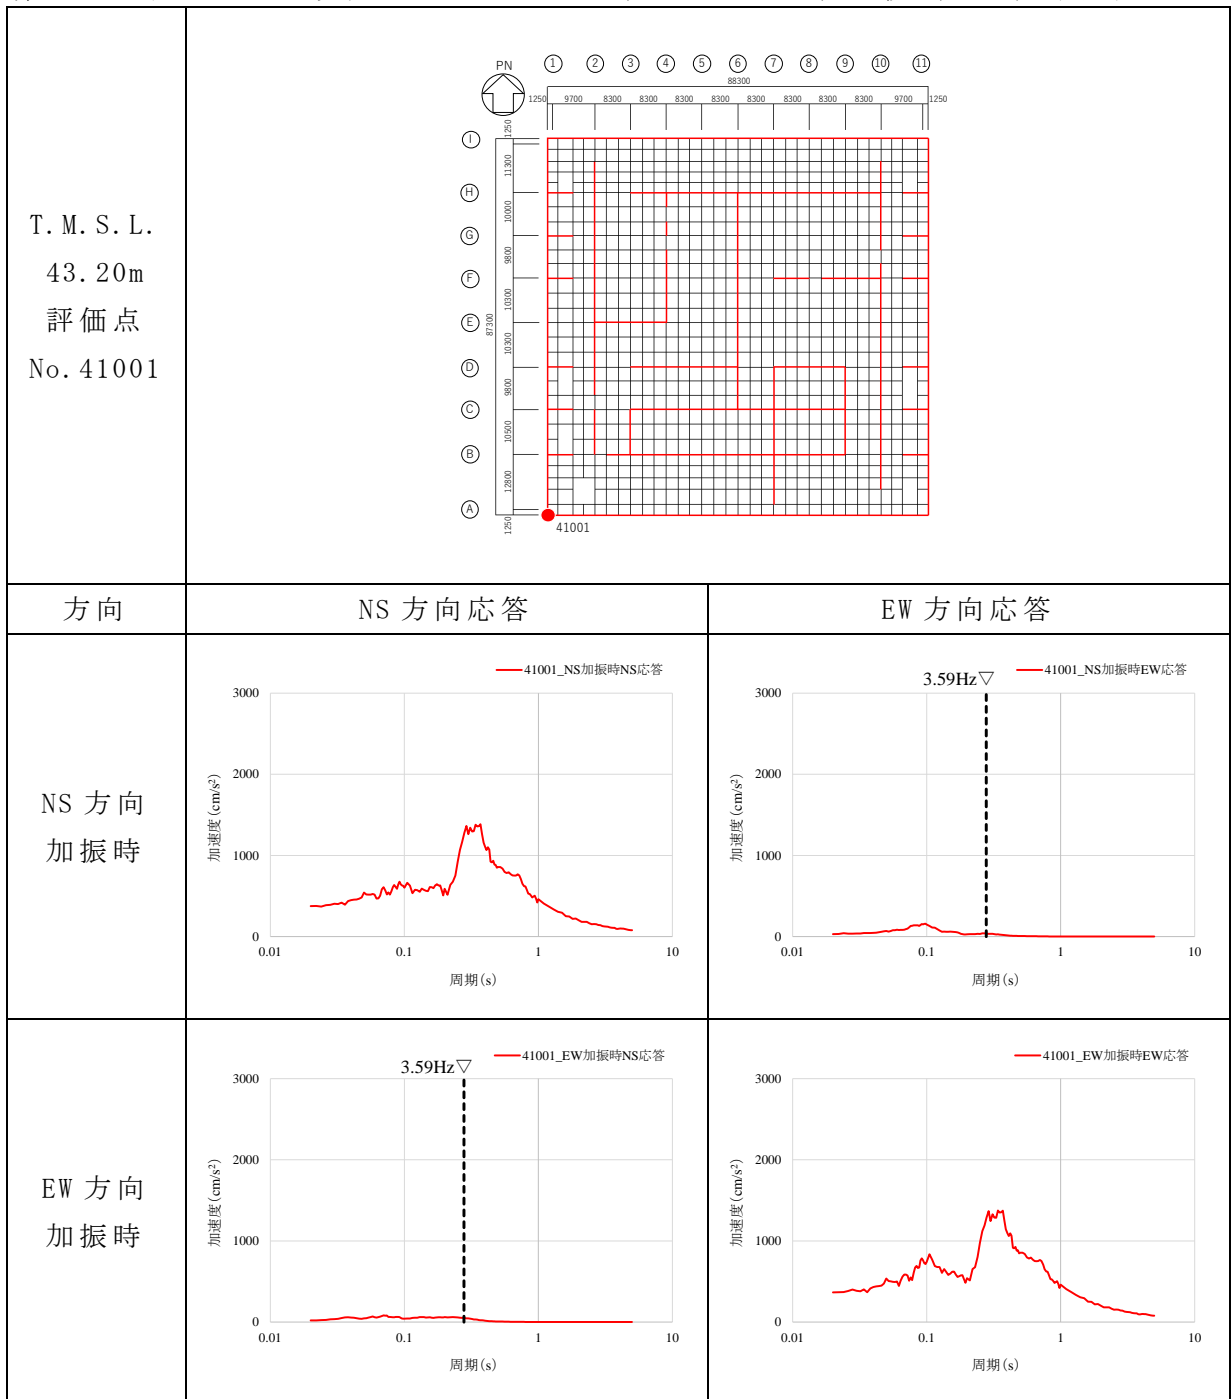 T.M.S.L.
43.20m
評価点
No.41001
PN
① ② ③ ④ ⑤ ⑥ ⑦ ⑧ ⑨ ⑩ ⑪
88300
1250 9700 8300 8300 8300 8300 8300 8300 8300 8300 9700 1250
Ⓘ
Ⓗ
Ⓖ
Ⓕ
Ⓔ
Ⓓ
Ⓒ
Ⓑ
Ⓐ
87300
1250
11300
10000
9800
10300
10300
9800
10500
12800
1250
41001
方向
NS 方向応答
EW 方向応答
NS 方向
加振時
41001_NS加振時NS応答
加速度(cm/s²)
3000
2000
1000
0
0.01 0.1 1 10
周期(s)
3.59Hz▽
41001_NS加振時EW応答
加速度(cm/s²)
3000
2000
1000
0
0.01 0.1 1 10
周期(s)
EW 方向
加振時
3.59Hz▽
41001_EW加振時NS応答
加速度(cm/s²)
3000
2000
1000
0
0.01 0.1 1 10
周期(s)
41001_EW加振時EW応答
加速度(cm/s²)
3000
2000
1000
0
0.01 0.1 1 10
周期(s)